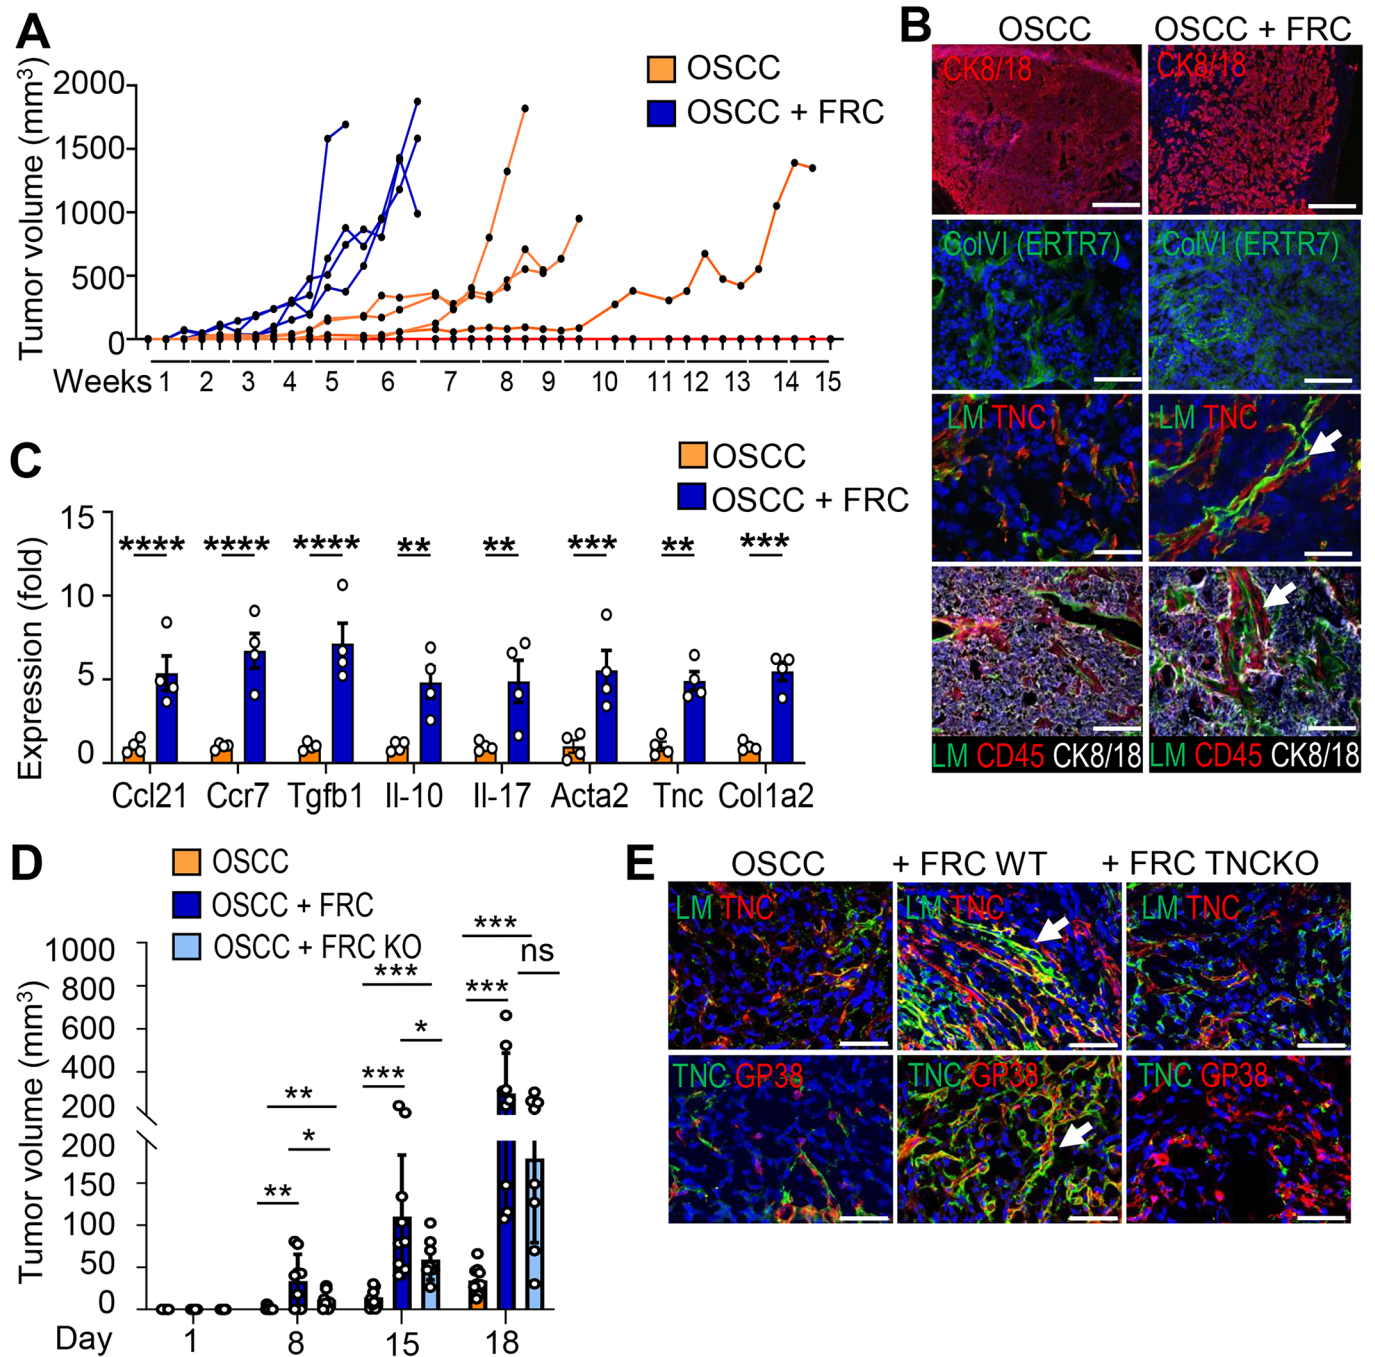 A
OSCC
OSCC + FRC
Tumor volume (mm³)
2000
1500
1000
500
0
Weeks 1 2 3 4 5 6 7 8 9 10 11 12 13 14 15
B
OSCC OSCC + FRC
CK8/18 CK8/18
ColVI (ERTR7) ColVI (ERTR7)
LM TNC LM TNC
LM CD45 CK8/18 LM CD45 CK8/18
C
OSCC
OSCC + FRC
Expression (fold)
15
10
5
0
**** **** **** ** ** *** ** ***
Ccl21 Ccr7 Tgfb1 Il-10 Il-17 Acta2 Tnc Col1a2
D
OSCC
OSCC + FRC
OSCC + FRC KO
Tumor volume (mm³)
1000
800
600
400
200
200
150
100
50
0
**
*
**
***
*
***
***
ns
***
Day 1 8 15 18
E
OSCC + FRC WT + FRC TNCKO
LM TNC LM TNC LM TNC
TNC GP38 TNC GP38 TNC GP38